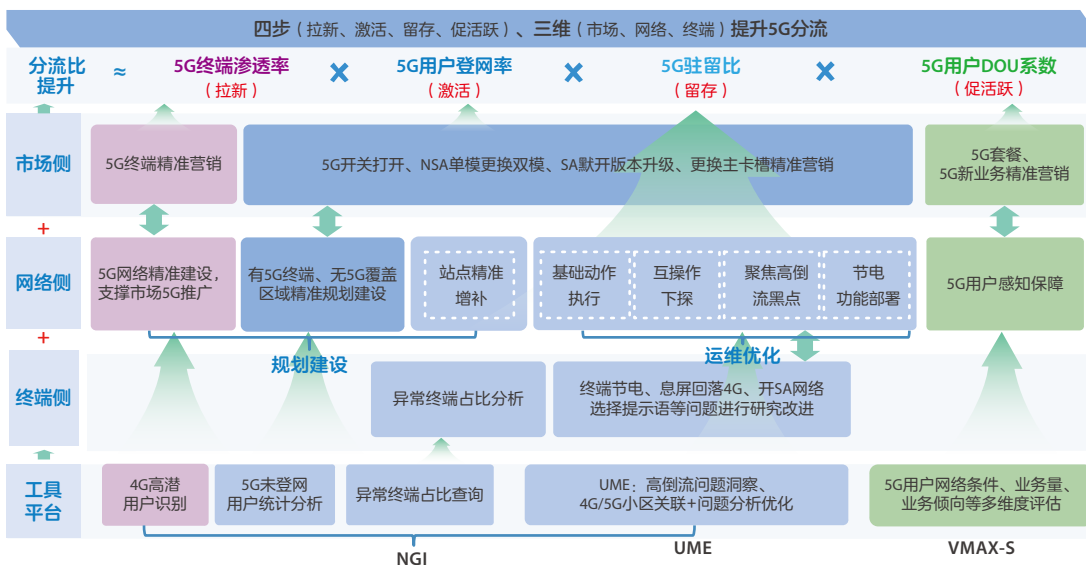 四步（拉新、激活、留存、促活跃）、三维（市场、网络、终端）提升5G分流
分流比
提升
≈
5G终端渗透率
（拉新）
×
5G用户登网率
（激活）
×
5G驻留比
（留存）
×
5G用户DOU系数
（促活跃）
市场侧
5G终端精准营销
5G开关打开、NSA单模更换双模、SA默开版本升级、更换主卡槽精准营销
5G套餐、
5G新业务精准营销
+
网络侧
5G网络精准建设，
支撑市场5G推广
有5G终端、无5G覆盖
区域精准规划建设
站点精准
增补
基础动作
执行
互操作
下探
聚焦高倒
流黑点
节电
功能部署
5G用户感知保障
+
规划建设
运维优化
终端侧
异常终端占比分析
终端节电、息屏回落4G、开SA网络
选择提示语等问题进行研究改进
工具
平台
4G高潜
用户识别
5G未登网
用户统计分析
异常终端占比查询
UME：高倒流问题洞察、
4G/5G小区关联+问题分析优化
5G用户网络条件、业务量、
业务倾向等多维度评估
NGI
UME
VMAX-S